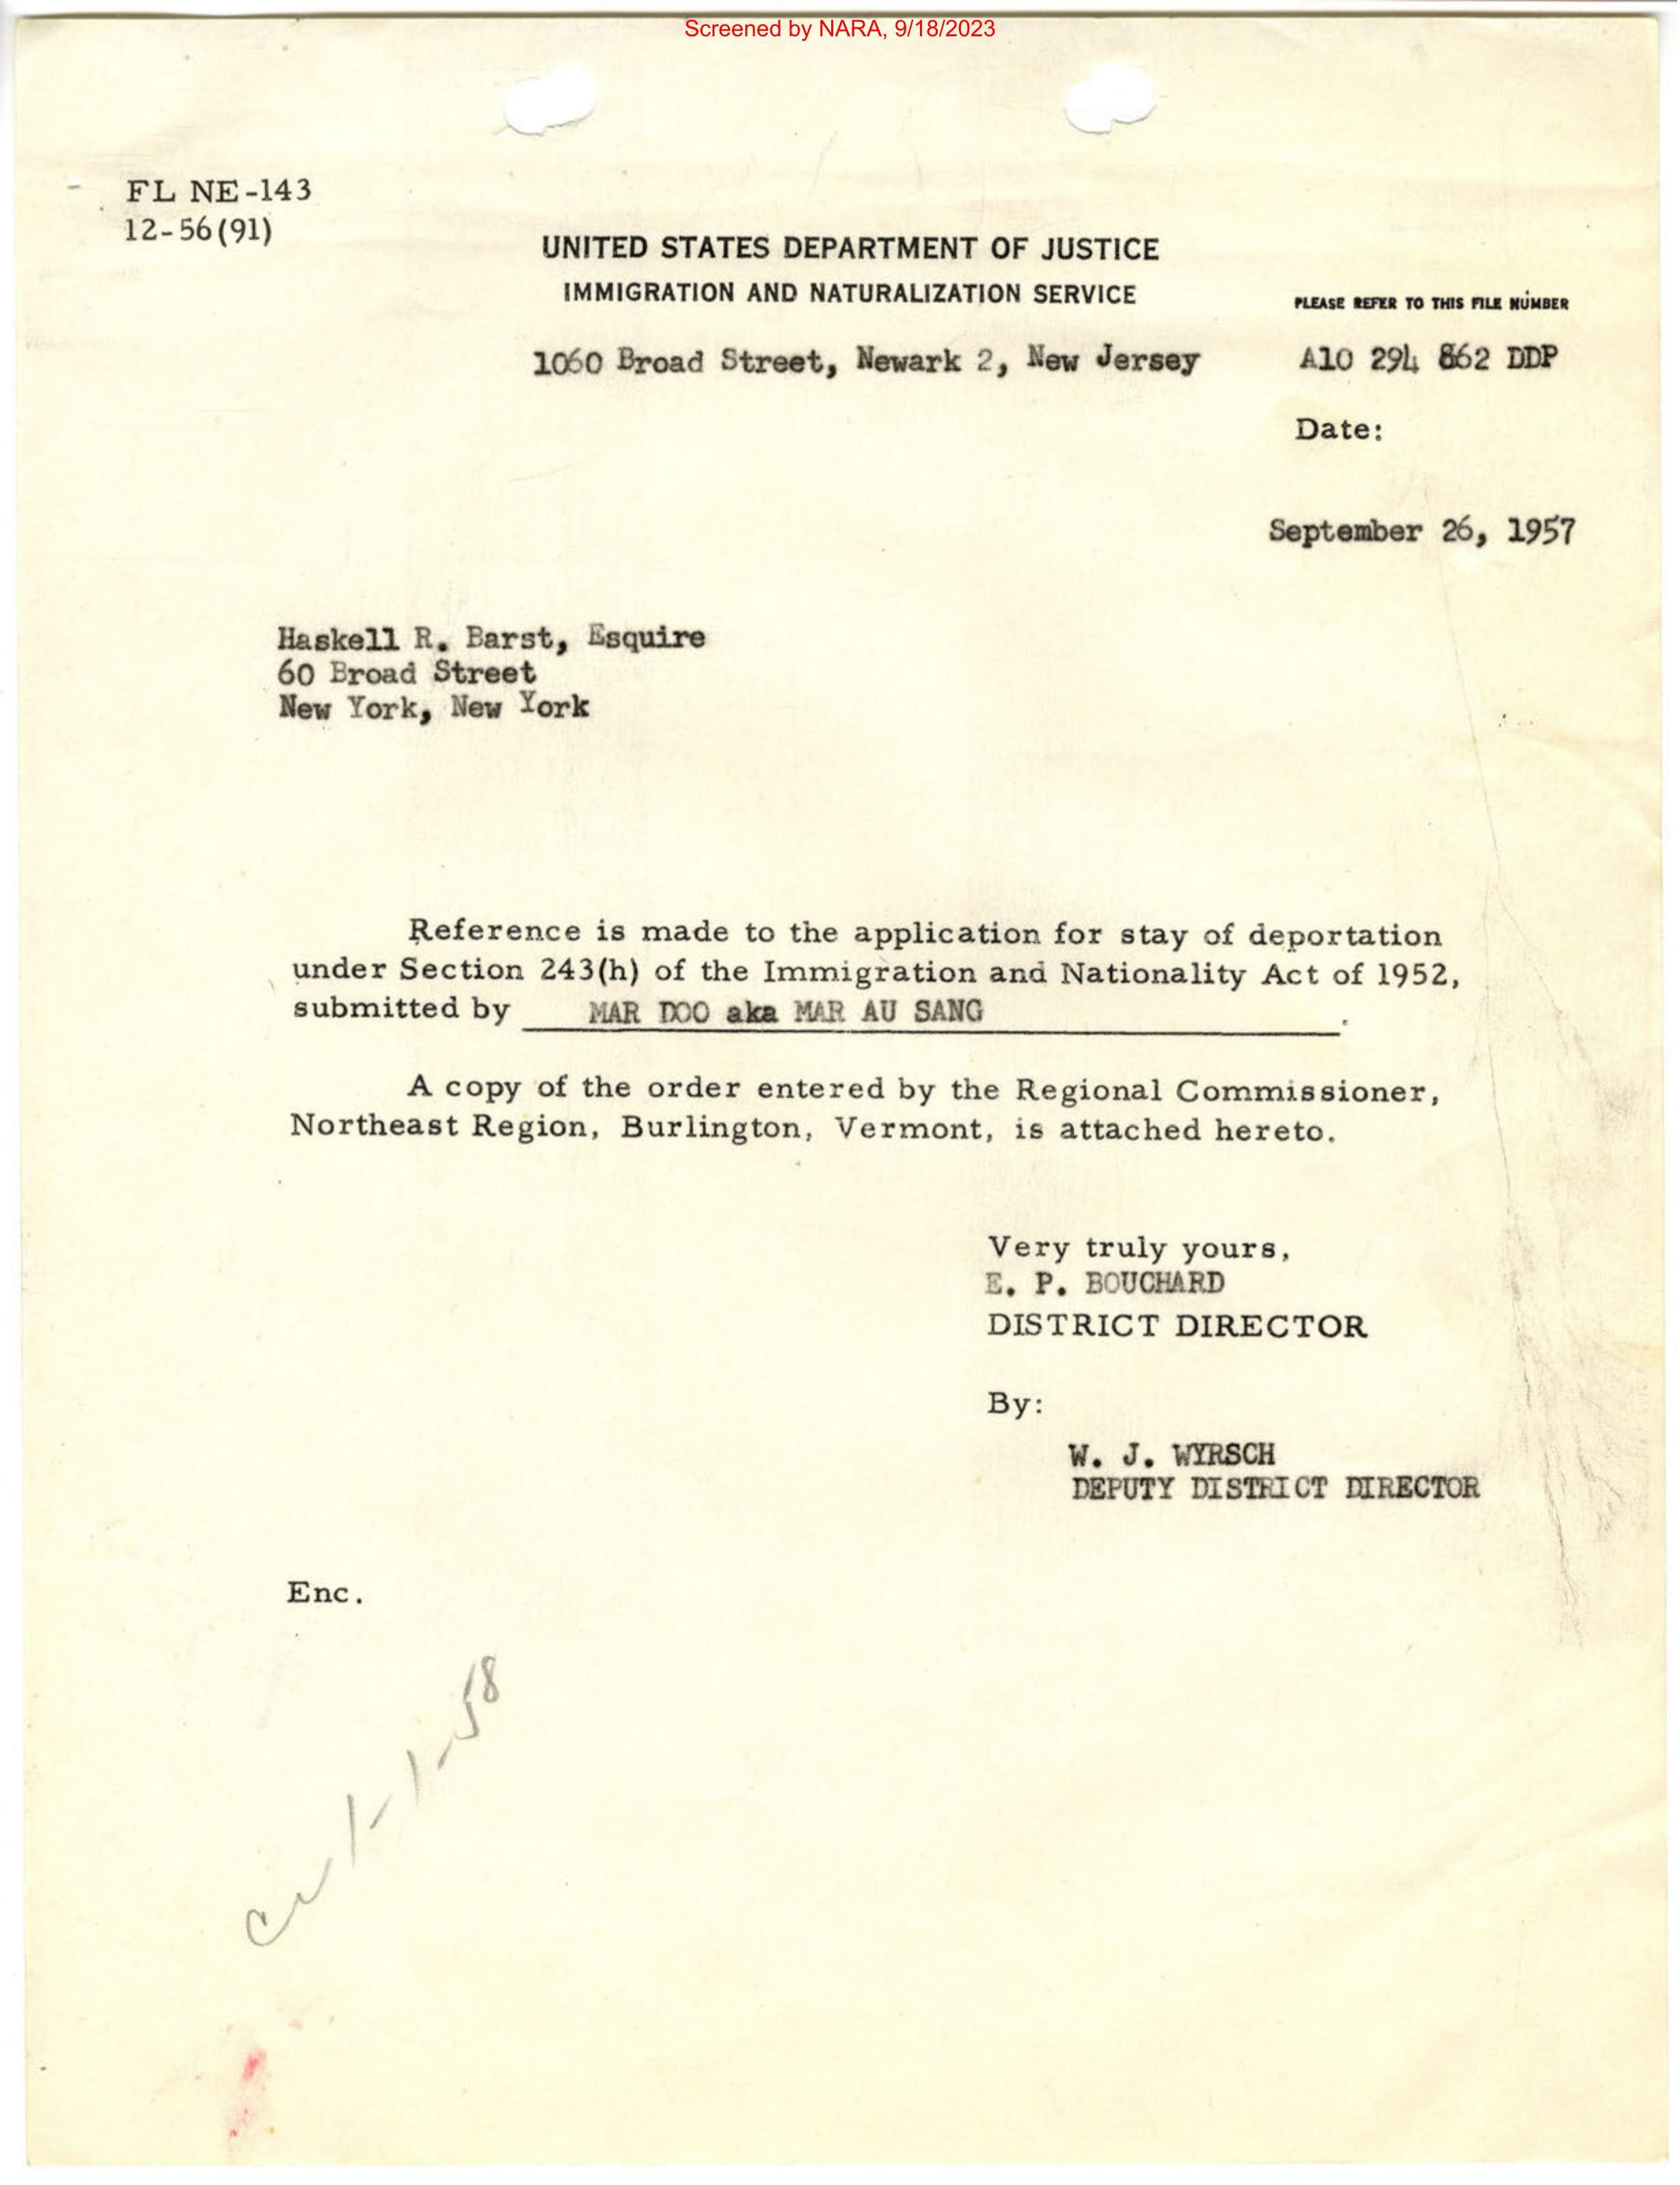 Screened by NARA, 9/18/2023
FL NE-143
12-56(91)
UNITED STATES DEPARTMENT OF JUSTICE
IMMIGRATION AND NATURALIZATION SERVICE
PLEASE REFER TO THIS FILE NUMBER
1060 Broad Street, Newark 2, New Jersey
A10 294 862 DDP
Date:
September 26, 1957
Haskell R. Barst, Esquire
60 Broad Street
New York, New York
Reference is made to the application for stay of deportation
under Section 243(h) of the Immigration and Nationality Act of 1952,
submitted by MAR DOO aka MAR AU SANG.
A copy of the order entered by the Regional Commissioner,
Northeast Region, Burlington, Vermont, is attached hereto.
Very truly yours,
E. P. BOUCHARD
DISTRICT DIRECTOR
By:
W. J. WYRSCH
DEPUTY DISTRICT DIRECTOR
Enc.
1-1-58